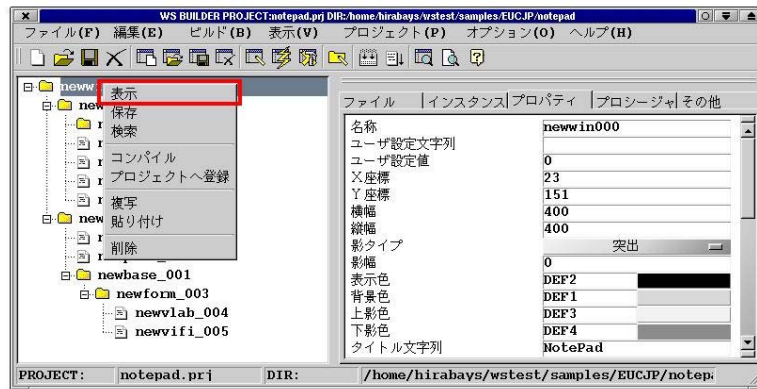 WS BUILDER PROJECT:notepad.prj DIR:/home/hirabays/wstest/samples/EUCJP/notepad
ファイル(F) 編集(E) ビルド(B) 表示(V) プロジェクト(P) オプション(O) ヘルプ(H)
表示
保存
検索
コンパイル
プロジェクトへ登録
複写
貼り付け
削除
newbase_001
newform_003
newvlab_004
newvifi_005
ファイル インスタンス プロパティ プロシージャ その他
名称 newwin000
ユーザ設定文字列
ユーザ設定値 0
X座標 23
Y座標 151
横幅 400
縦幅 400
影タイプ 突出
影幅 0
表示色 DEF2
背景色 DEF1
上影色 DEF3
下影色 DEF4
タイトル文字列 NotePad
PROJECT: notepad.prj DIR: /home/hirabays/wstest/samples/EUCJP/notep